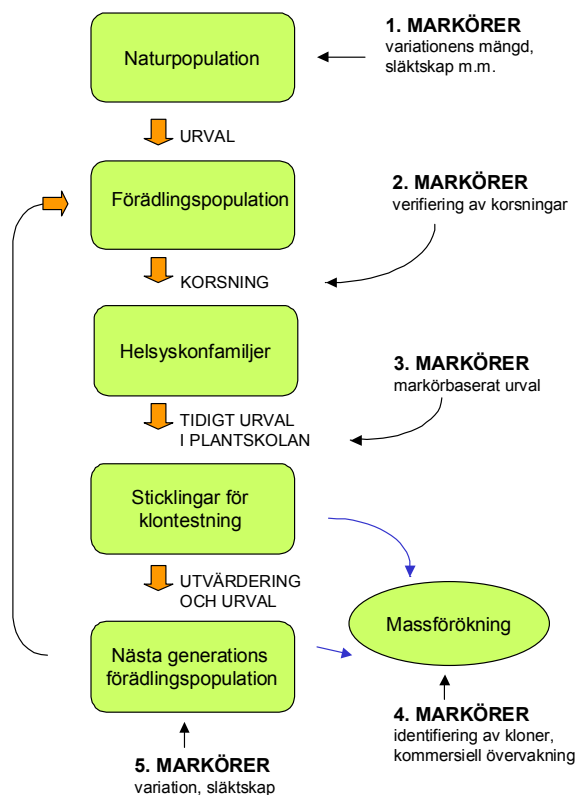 1. MARKÖRER
variationens mängd,
släktskap m.m.
Naturpopulation
URVAL
2. MARKÖRER
verifiering av korsningar
Förädlingspopulation
KORSNING
Helsyskonfamiljer
3. MARKÖRER
markörbaserat urval
TIDIGT URVAL
I PLANTSKOLAN
Sticklingar för
klontestning
UTVÄRDERING
OCH URVAL
Massförökning
Nästa generations
förädlingspopulation
4. MARKÖRER
identifiering av kloner,
kommersiell övervakning
5. MARKÖRER
variation, släktskap